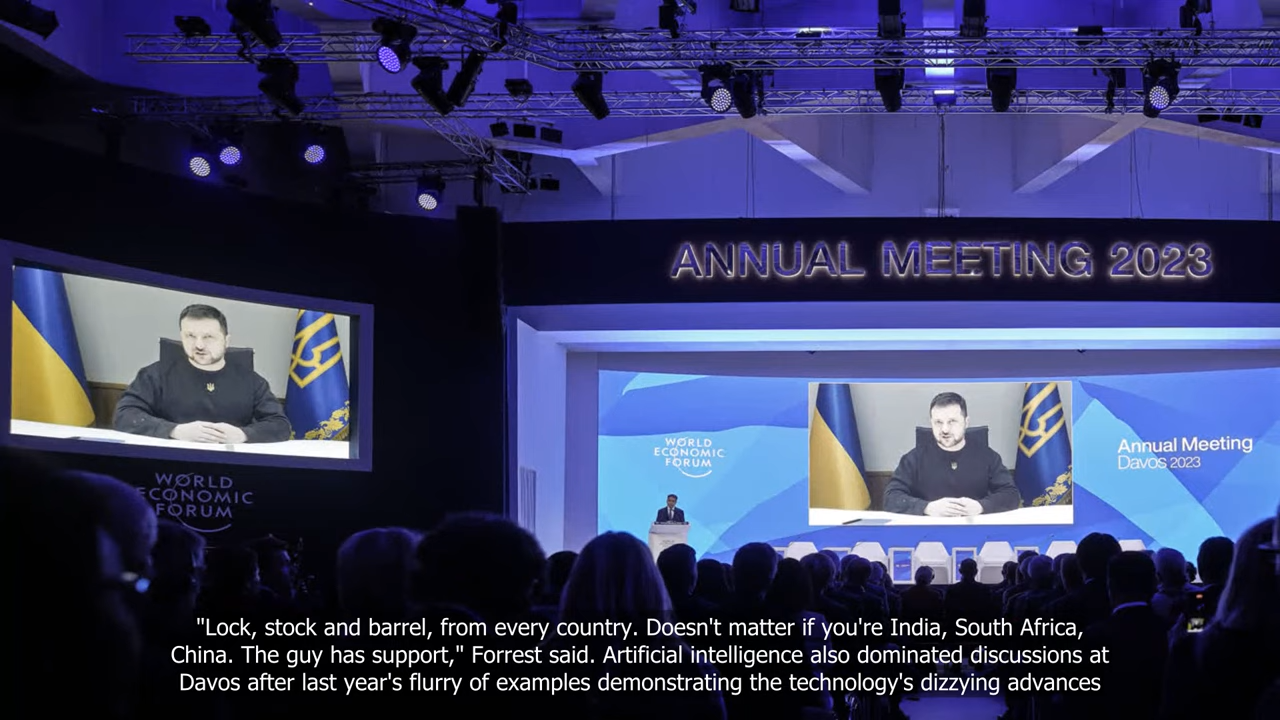 ANNUAL MEETING 2023
WORLD
ECONOMIC
FORUM
Annual Meeting
Davos 2023
WORLD
ECONOMIC
FORUM
"Lock, stock and barrel, from every country. Doesn't matter if you're India, South Africa,
China. The guy has support," Forrest said. Artificial intelligence also dominated discussions at
Davos after last year's flurry of examples demonstrating the technology's dizzying advances